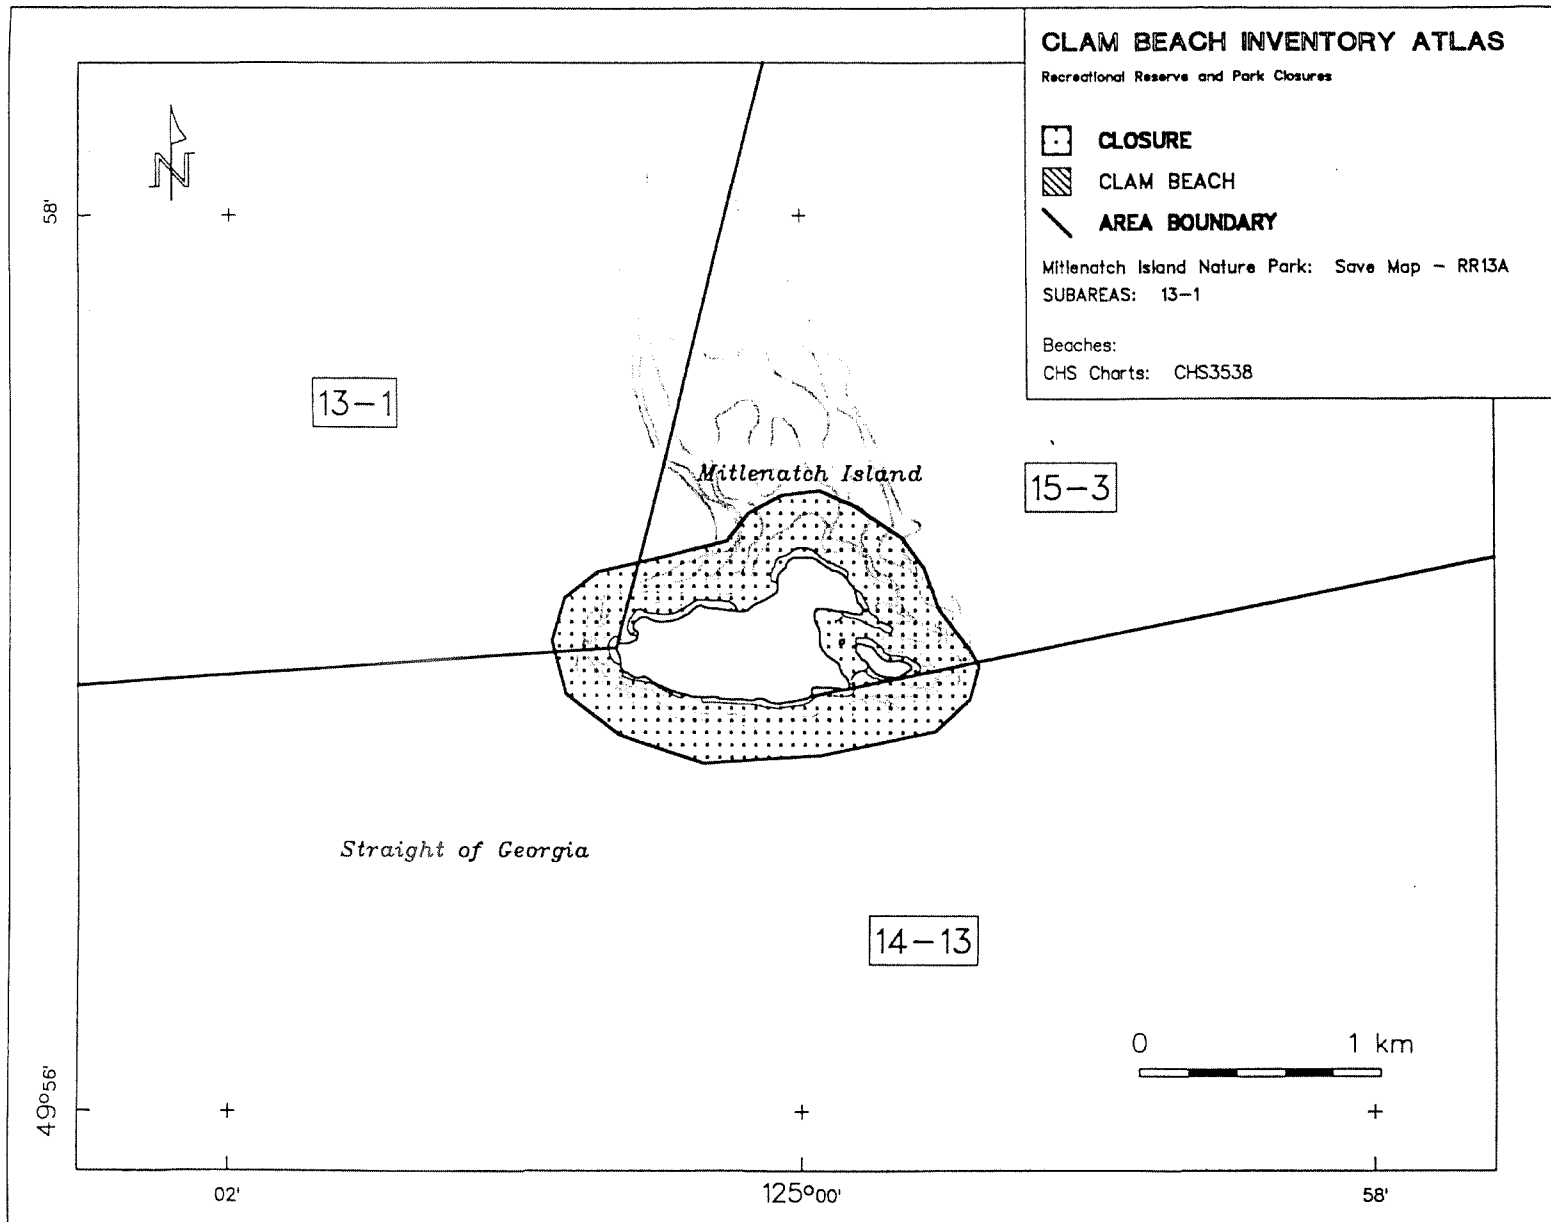 CLAM BEACH INVENTORY ATLAS
Recreational Reserve and Park Closures
CLOSURE
CLAM BEACH
AREA BOUNDARY
Mitlenatch Island Nature Park: Save Map - RR13A
SUBAREAS: 13-1
Beaches:
CHS Charts: CHS3538
N
58'
13-1
Mitlenatch Island
15-3
Straight of Georgia
14-13
0 1 km
49°56'
02' 125°00' 58'